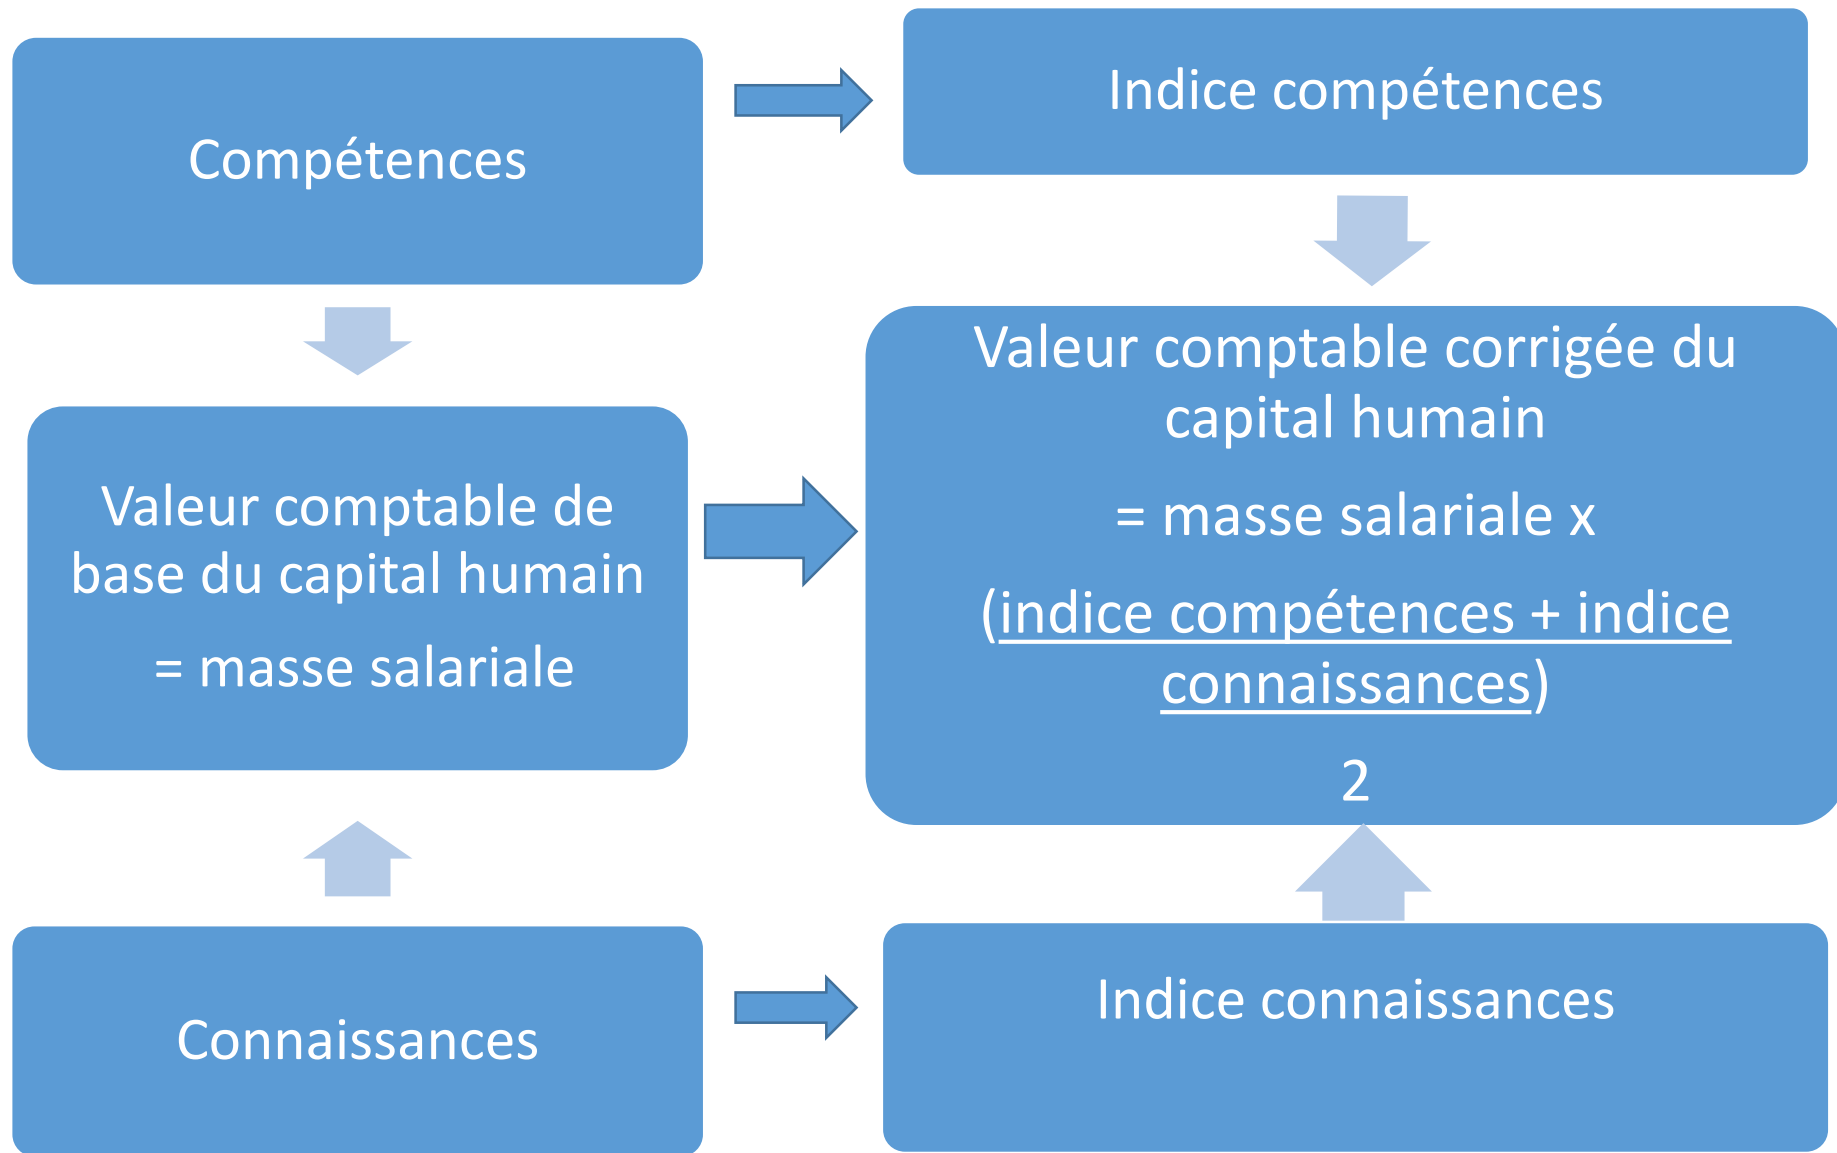 Compétences
Indice compétences
Valeur comptable de
base du capital humain
= masse salariale
Valeur comptable corrigée du
capital humain
= masse salariale x
(indice compétences + indice
connaissances)
2
Connaissances
Indice connaissances